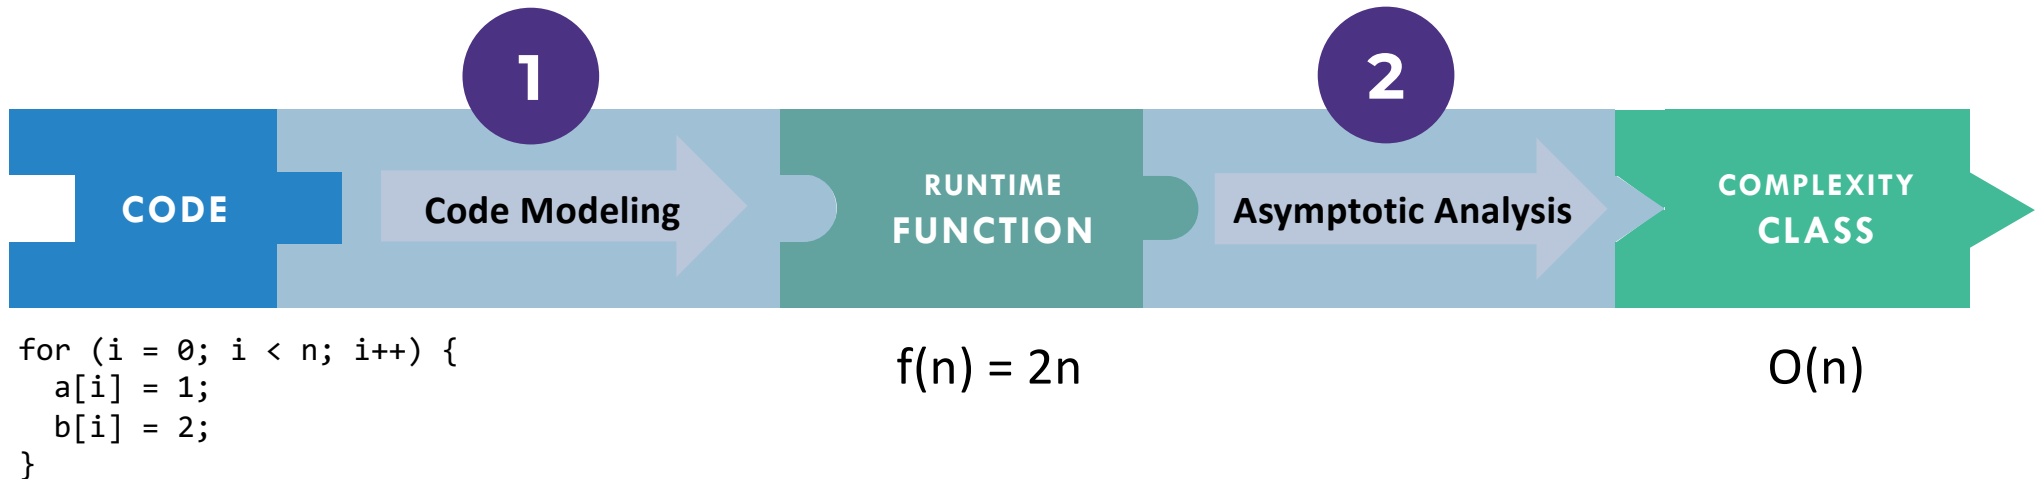 1
2
CODE
Code Modeling
RUNTIME
FUNCTION
Asymptotic Analysis
COMPLEXITY
CLASS
for (i = 0; i < n; i++) {
  a[i] = 1;
  b[i] = 2;
}
f(n) = 2n
O(n)